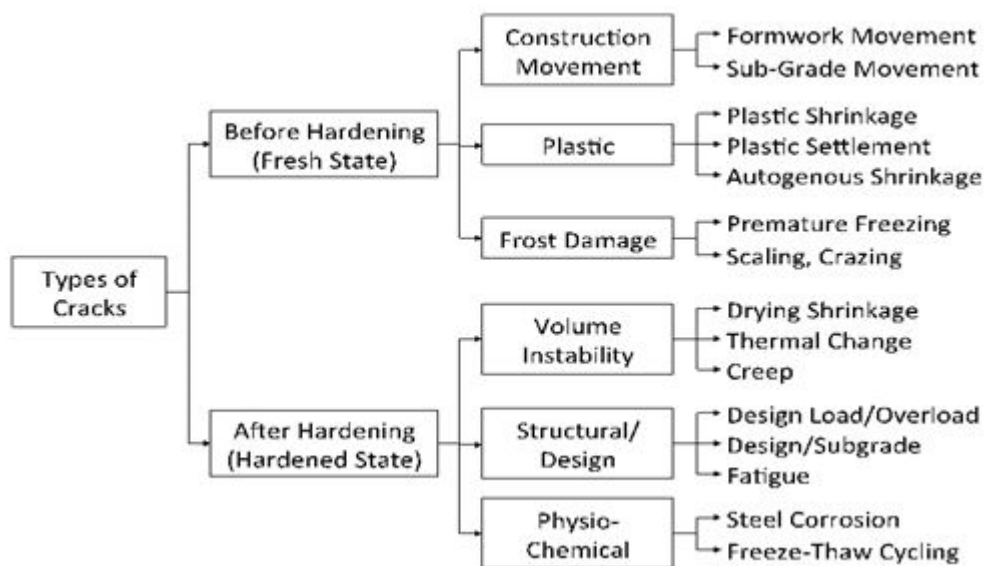 Types of
Cracks
Before Hardening
(Fresh State)
Construction
Movement
Formwork Movement
Sub-Grade Movement
Plastic
Plastic Shrinkage
Plastic Settlement
Autogenous Shrinkage
Frost Damage
Premature Freezing
Scaling, Crazing
After Hardening
(Hardened State)
Volume
Instability
Drying Shrinkage
Thermal Change
Creep
Structural/
Design
Design Load/Overload
Design/Subgrade
Fatigue
Physio-
Chemical
Steel Corrosion
Freeze-Thaw Cycling